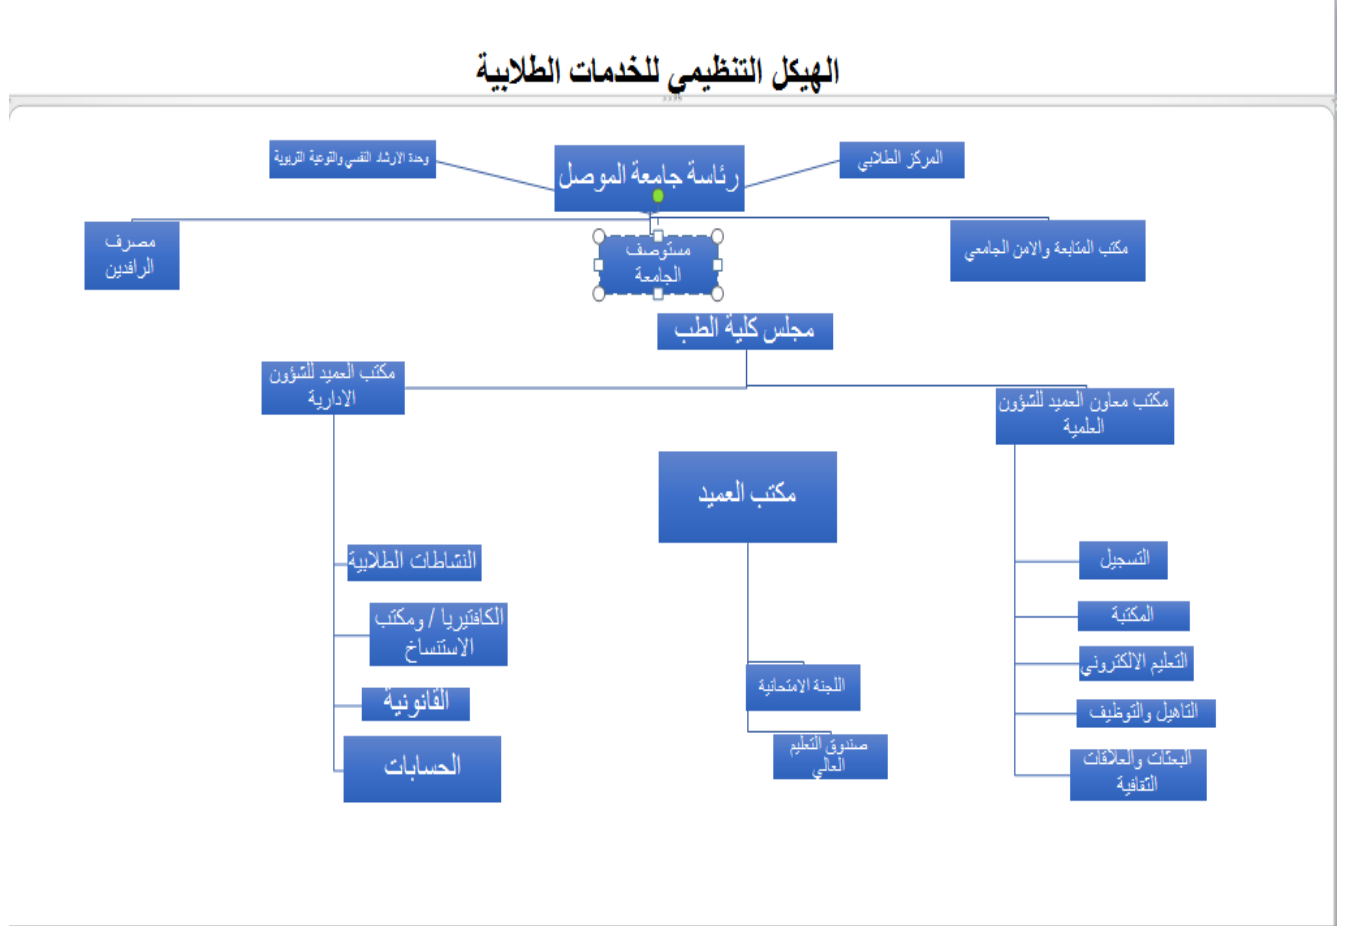 الهيكل التنظيمي للخدمات الطلابية
المركز الطلابي
رئاسة جامعة الموصل
وحدة الارشاد النفسي والتوعية التربوية
مكتب المتابعة والامن الجامعي
مستوصف
الجامعة
مصرف
الرافدين
مجلس كلية الطب
مكتب معاون العميد للشؤون
العلمية
مكتب العميد للشؤون
الادارية
مكتب العميد
التسجيل
المكتبة
التعليم الالكتروني
التاهيل والتوظيف
البعثات والعلاقات
الثقافية
اللجنة الامتحانية
صندوق التعليم
العالي
النشاطات الطلابية
الكافتيريا / ومكتب
الاستنساخ
القانونية
الحسابات